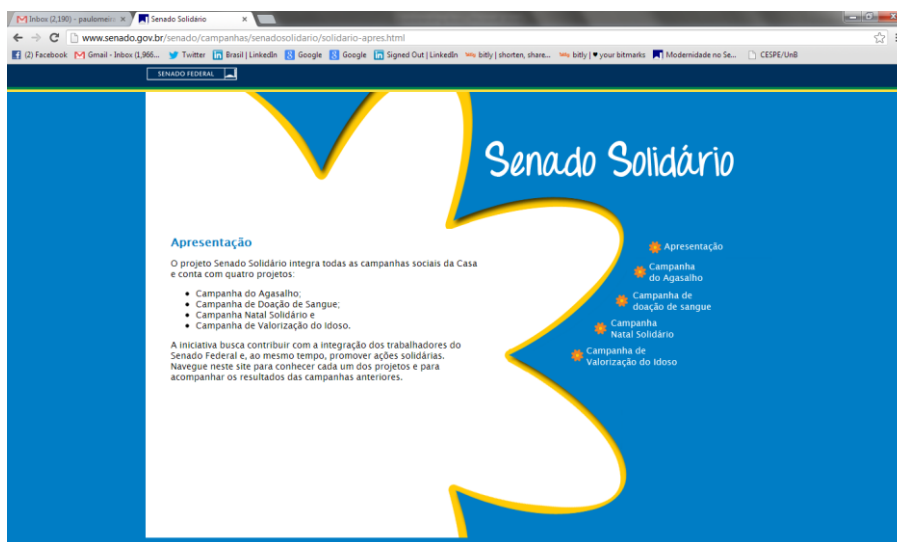 Inbox (2,190) - paulomeir
Senado Solidário
www.senado.gov.br/senado/campanhas/senadosolidario/solidario-apres.html
(2) Facebook
Gmail - Inbox (1,966...
Twitter
Brasil | LinkedIn
Google
Google
Signed Out | LinkedIn
bitly | shorten, share...
bitly | ♥ your bitmarks
Modernidade no Se...
CESPE/UnB
SENADO FEDERAL
Senado Solidário
Apresentação
O projeto Senado Solidário integra todas as campanhas sociais da Casa
e conta com quatro projetos:
• Campanha do Agasalho;
• Campanha de Doação de Sangue;
• Campanha Natal Solidário e
• Campanha de Valorização do Idoso.
A iniciativa busca contribuir com a integração dos trabalhadores do
Senado Federal e, ao mesmo tempo, promover ações solidárias.
Navegue neste site para conhecer cada um dos projetos e para
acompanhar os resultados das campanhas anteriores.
Apresentação
Campanha
do Agasalho
Campanha de
doação de sangue
Campanha
Natal Solidário
Campanha de
Valorização do Idoso